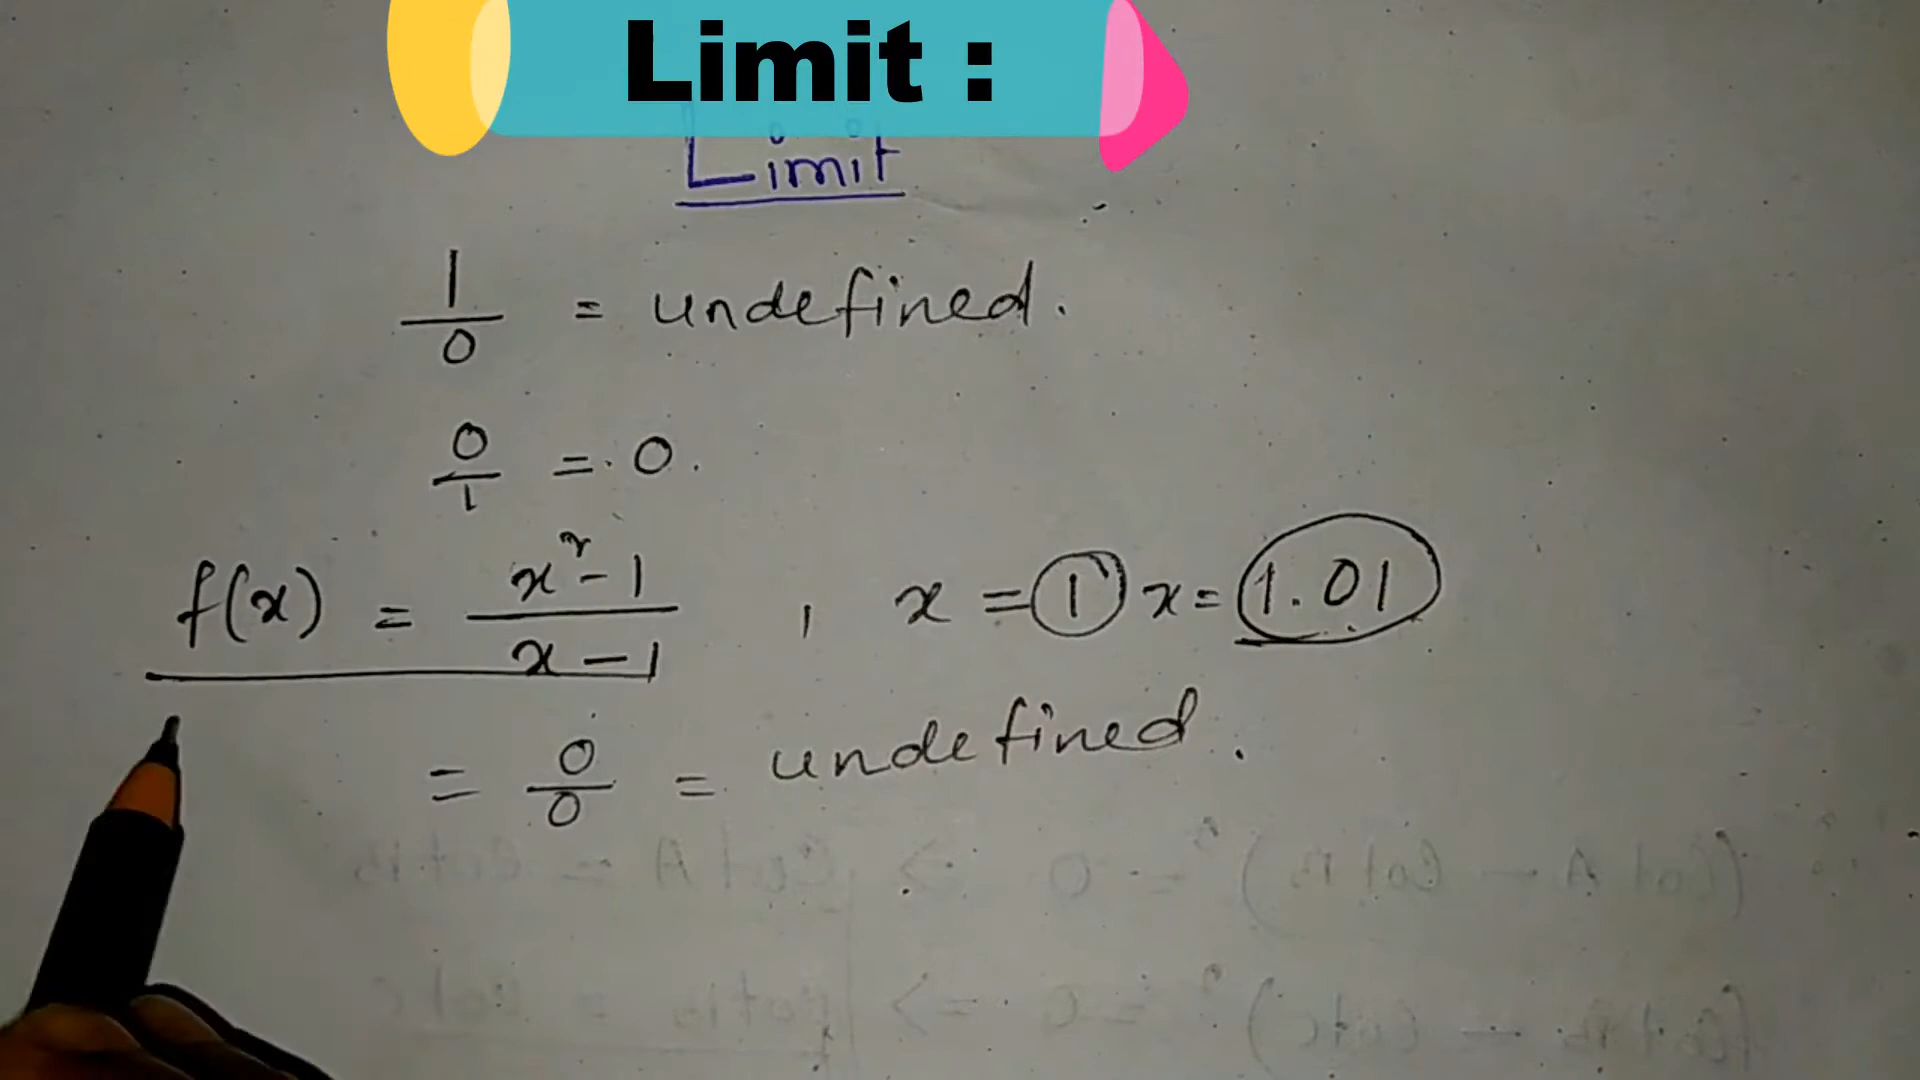 Limit :
Limit
1/0 = undefined.
0/1 = 0.
f(x) = x²-1 / x-1 , x = 1 x = 1.01
= 0/0 = undefined.